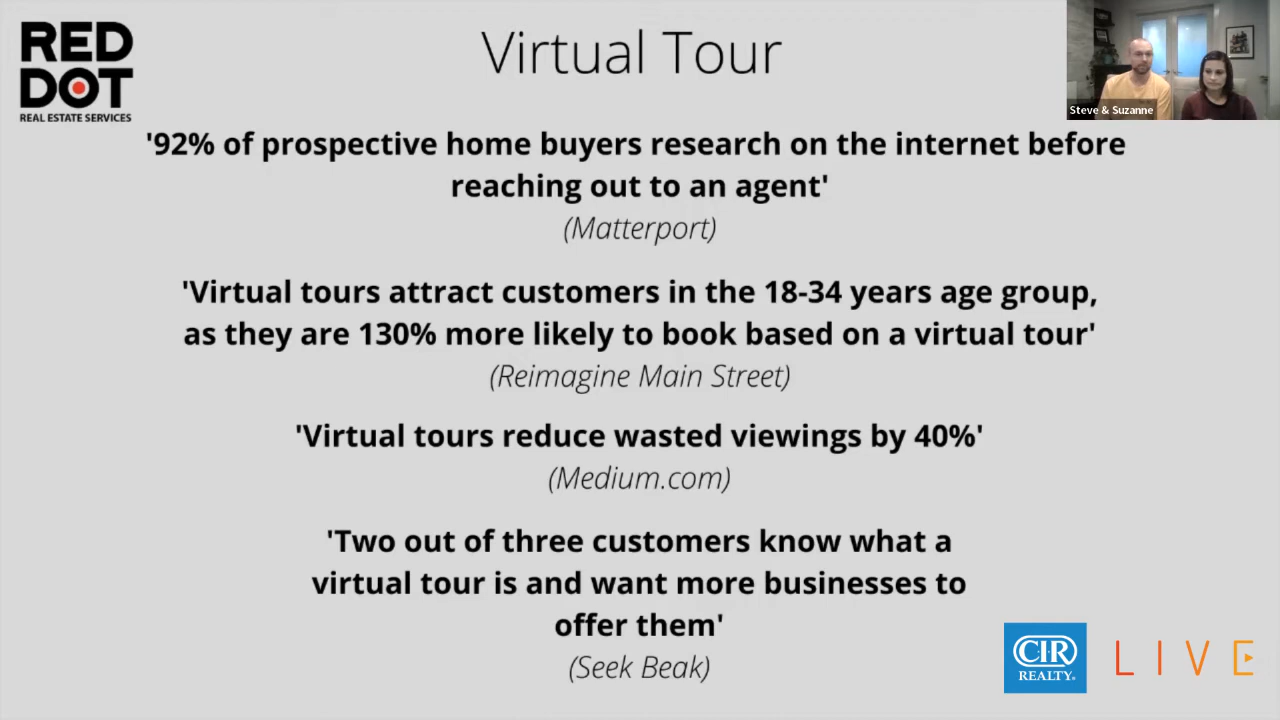 RED
DOT
REAL ESTATE SERVICES
Virtual Tour
Steve & Suzanne
'92% of prospective home buyers research on the internet before
reaching out to an agent'
(Matterport)
'Virtual tours attract customers in the 18-34 years age group,
as they are 130% more likely to book based on a virtual tour'
(Reimagine Main Street)
'Virtual tours reduce wasted viewings by 40%'
(Medium.com)
'Two out of three customers know what a
virtual tour is and want more businesses to
offer them'
(Seek Beak)
CIR
REALTY.
LIVE